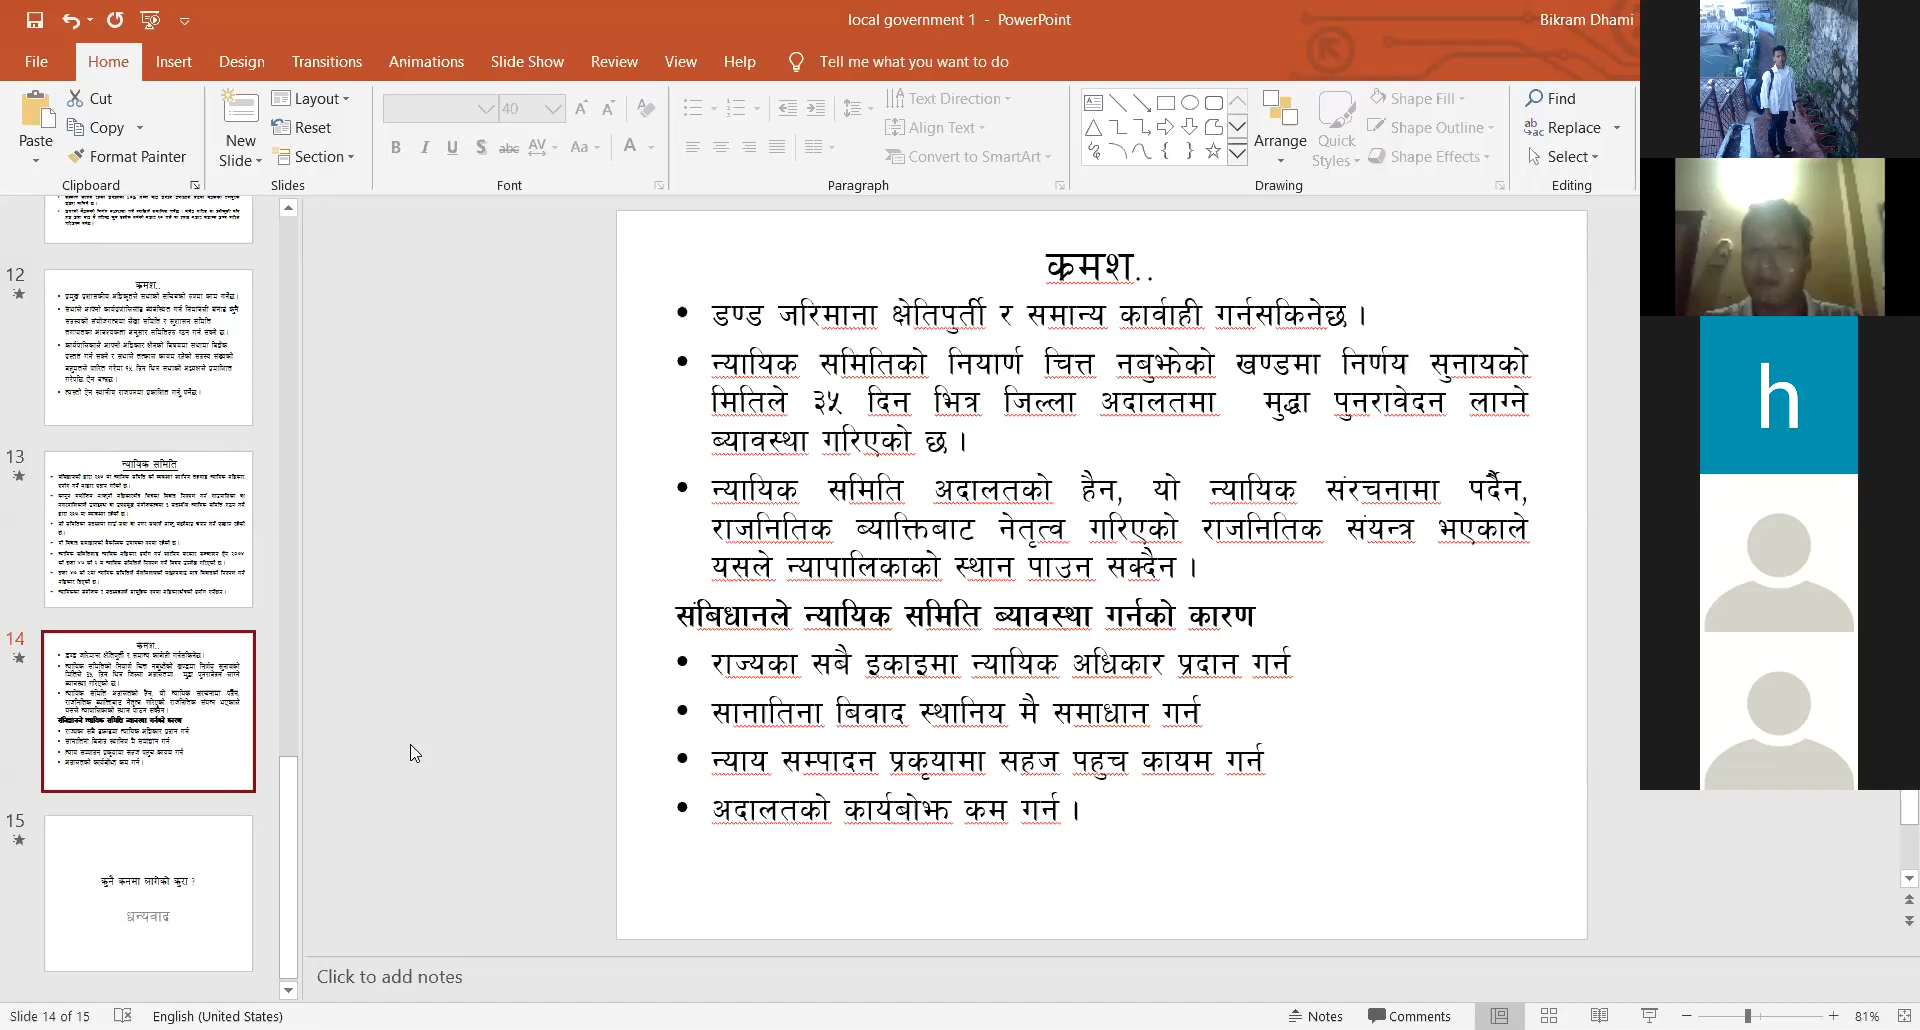 local government 1 - PowerPoint
Bikram Dhami
File Home Insert Design Transitions Animations Slide Show Review View Help Tell me what you want to do
Paste Cut Copy Format Painter Clipboard
New Slide Layout Reset Section Slides
40 Font
Text Direction Align Text Convert to SmartArt Paragraph
Arrange Quick Styles Shape Fill Shape Outline Shape Effects Drawing
Find Replace Select Editing
12
क्रमश..
13
न्यायिक समिति
14
क्रमश..
15
कुनै कनमा लागेको कुरा ?
धन्यवाद
क्रमश..
• डण्ड जरिमाना क्षेतिपुर्ती र समान्य कार्वाही गर्नसकिनेछ ।
• न्यायिक समितिको नियार्ण चित्त नबुझेको खण्डमा निर्णय सुनायको
मितिले ३५ दिन भित्र जिल्ला अदालतमा मुद्धा पुनरावेदन लाग्ने
ब्यावस्था गरिएको छ ।
• न्यायिक समिति अदालतको हैन, यो न्यायिक संरचनामा पर्दैन,
राजनितिक ब्याक्तिबाट नेतृत्व गरिएको राजनितिक संयन्त्र भएकाले
यसले न्यापालिकाको स्थान पाउन सक्दैन ।
संबिधानले न्यायिक समिति ब्यावस्था गर्नको कारण
• राज्यका सबै इकाइमा न्यायिक अधिकार प्रदान गर्न
• सानातिना बिवाद स्थानिय मै समाधान गर्न
• न्याय सम्पादन प्रकृयामा सहज पहुच कायम गर्न
• अदालतको कार्यबोझ कम गर्न ।
h
Click to add notes
Slide 14 of 15 English (United States) Notes Comments 81%